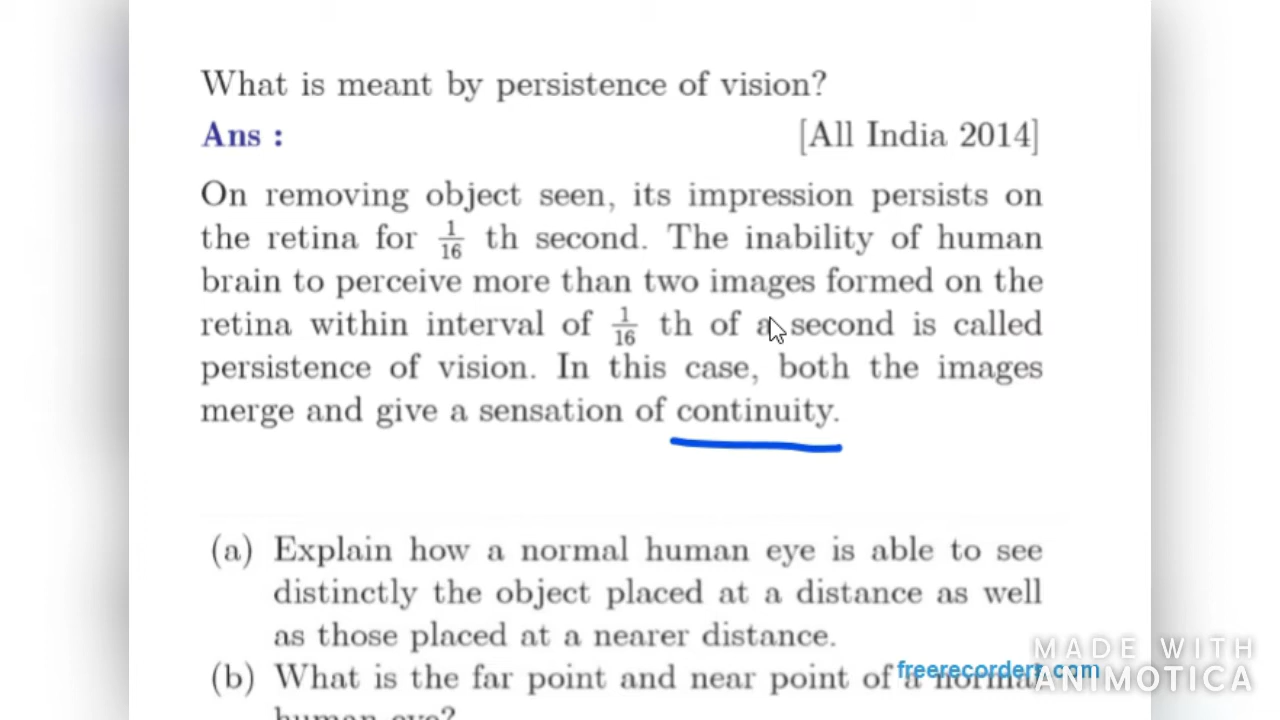 What is meant by persistence of vision?
Ans : [All India 2014]
On removing object seen, its impression persists on
the retina for 1/16 th second. The inability of human
brain to perceive more than two images formed on the
retina within interval of 1/16 th of a second is called
persistence of vision. In this case, both the images
merge and give a sensation of continuity.
(a) Explain how a normal human eye is able to see
distinctly the object placed at a distance as well
as those placed at a nearer distance.
(b) What is the far point and near point of a normal
human eye?
freerecorders.com
MADE WITH
ANIMOTICA